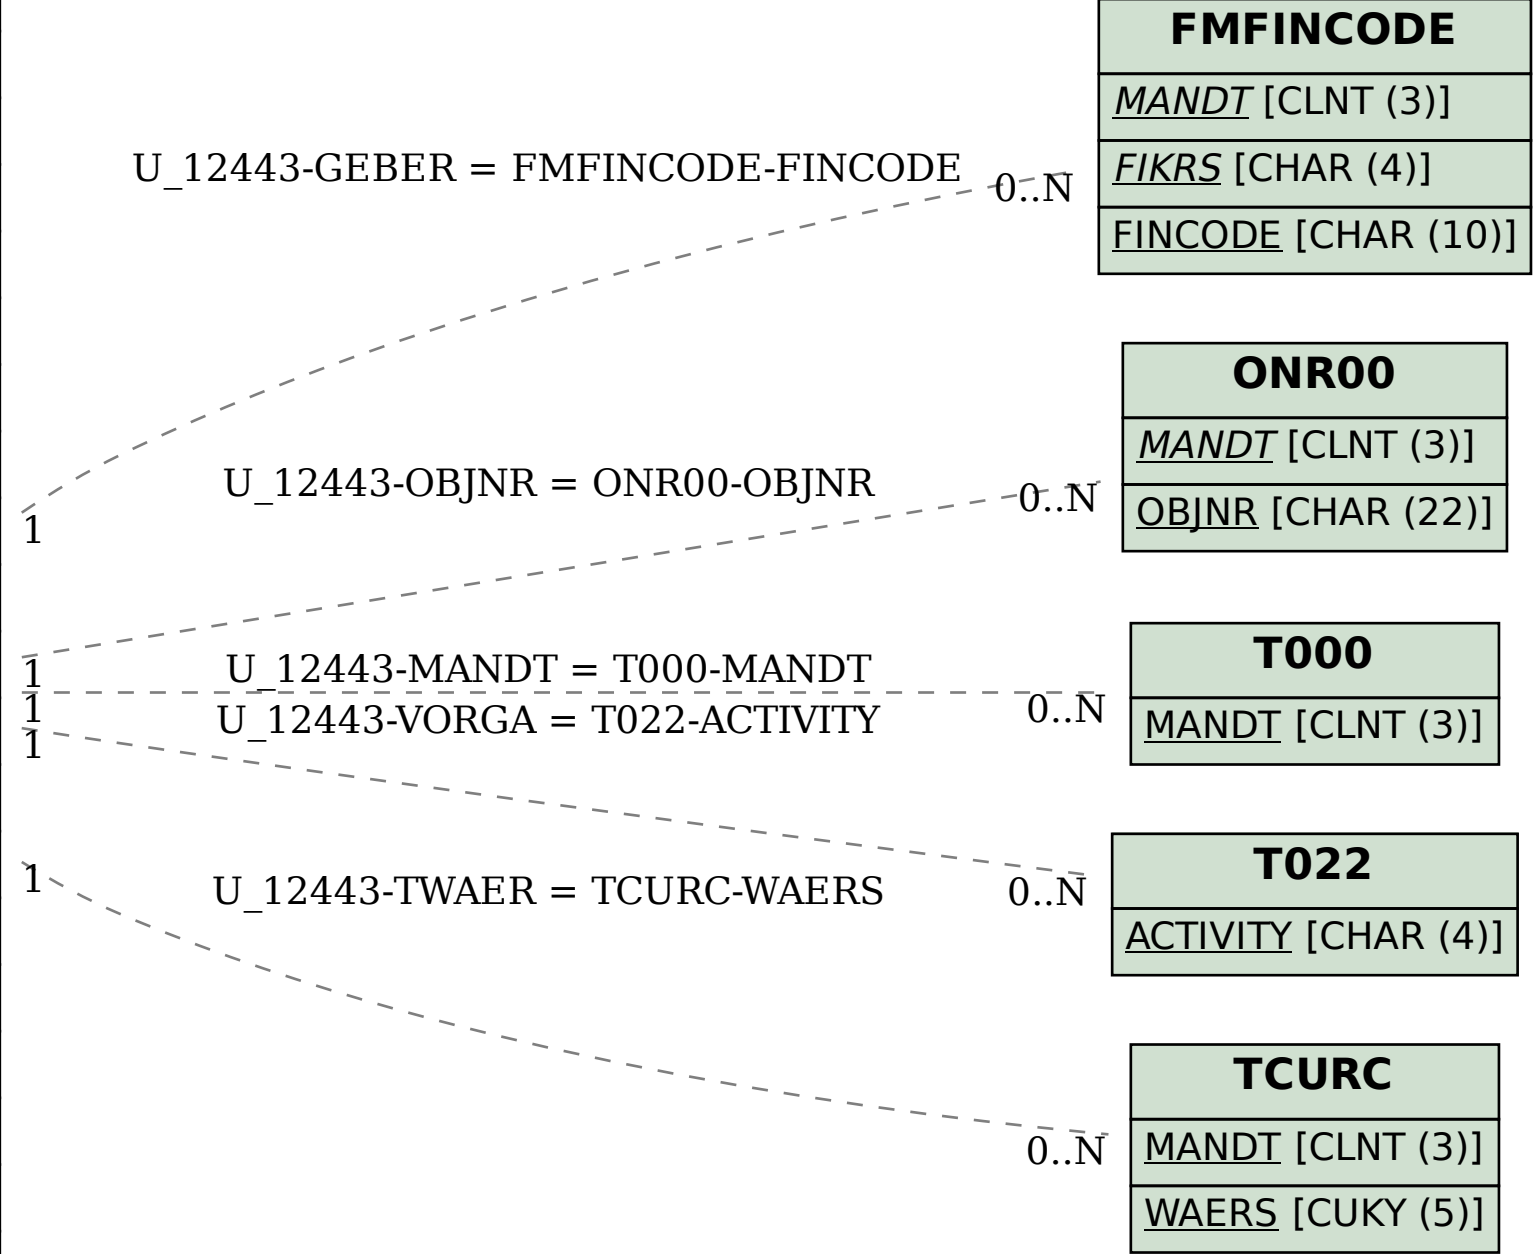 FMFINCODE
MANDT [CLNT (3)]
FIKRS [CHAR (4)]
FINCODE [CHAR (10)]
U_12443-GEBER = FMFINCODE-FINCODE
0..N
1
ONR00
MANDT [CLNT (3)]
OBJNR [CHAR (22)]
U_12443-OBJNR = ONR00-OBJNR
0..N
1
T000
MANDT [CLNT (3)]
U_12443-MANDT = T000-MANDT
0..N
1
U_12443-VORGA = T022-ACTIVITY
1
0..N
T022
ACTIVITY [CHAR (4)]
U_12443-TWAER = TCURC-WAERS
1
0..N
TCURC
MANDT [CLNT (3)]
WAERS [CUKY (5)]